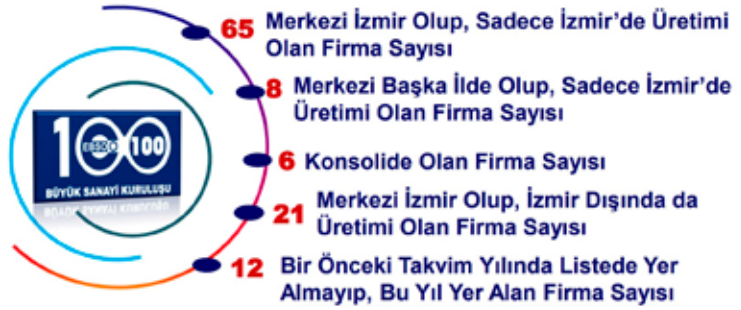 65 Merkezi İzmir Olup, Sadece İzmir'de Üretimi
Olan Firma Sayısı
8 Merkezi Başka İlde Olup, Sadece İzmir'de
Üretimi Olan Firma Sayısı
100 EBSO 100
BÜYÜK SANAYİ KURULUŞU
6 Konsolide Olan Firma Sayısı
21 Merkezi İzmir Olup, İzmir Dışında da
Üretimi Olan Firma Sayısı
12 Bir Önceki Takvim Yılında Listede Yer
Almayıp, Bu Yıl Yer Alan Firma Sayısı